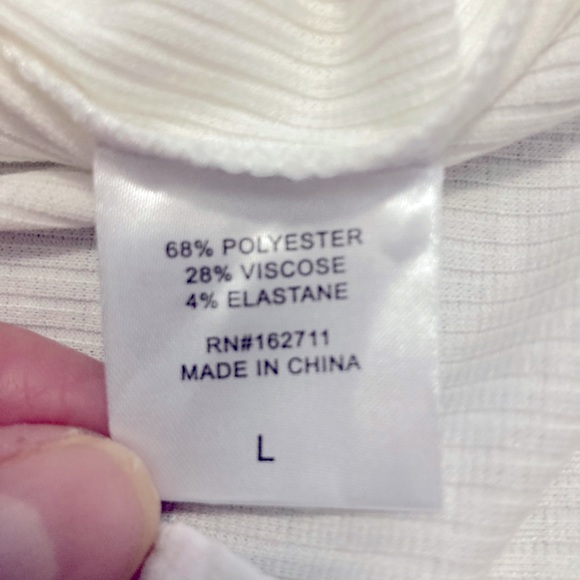 68% POLYESTER
28% VISCOSE
4% ELASTANE
RN#162711
MADE IN CHINA
L